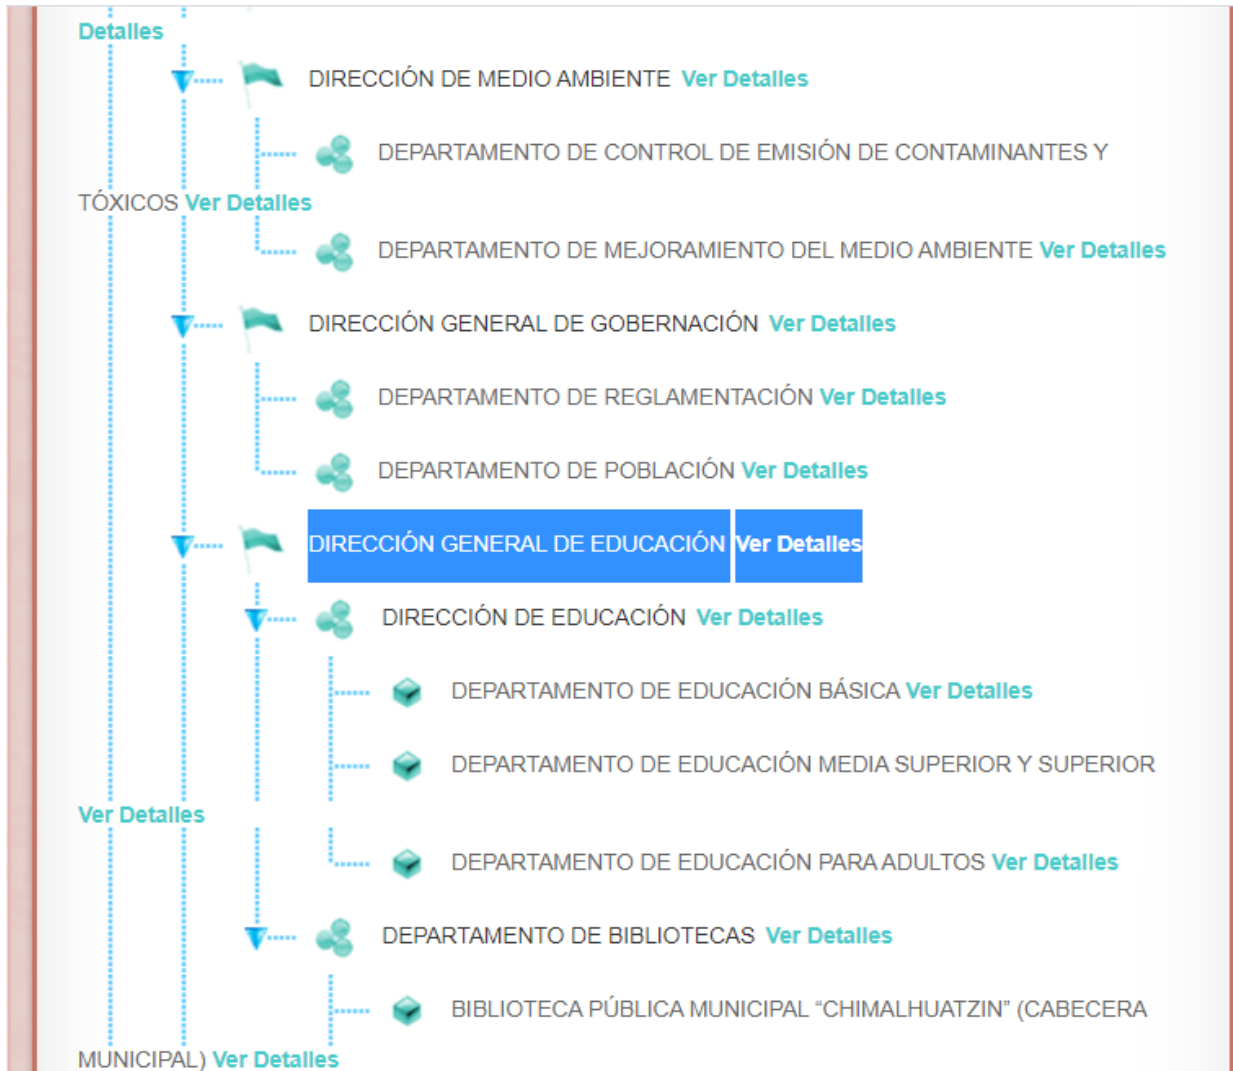 Detalles
DIRECCIÓN DE MEDIO AMBIENTE Ver Detalles
DEPARTAMENTO DE CONTROL DE EMISIÓN DE CONTAMINANTES Y
TÓXICOS Ver Detalles
DEPARTAMENTO DE MEJORAMIENTO DEL MEDIO AMBIENTE Ver Detalles
DIRECCIÓN GENERAL DE GOBERNACIÓN Ver Detalles
DEPARTAMENTO DE REGLAMENTACIÓN Ver Detalles
DEPARTAMENTO DE POBLACIÓN Ver Detalles
DIRECCIÓN GENERAL DE EDUCACIÓN Ver Detalles
DIRECCIÓN DE EDUCACIÓN Ver Detalles
DEPARTAMENTO DE EDUCACIÓN BÁSICA Ver Detalles
DEPARTAMENTO DE EDUCACIÓN MEDIA SUPERIOR Y SUPERIOR
Ver Detalles
DEPARTAMENTO DE EDUCACIÓN PARA ADULTOS Ver Detalles
DEPARTAMENTO DE BIBLIOTECAS Ver Detalles
BIBLIOTECA PÚBLICA MUNICIPAL “CHIMALHUATZIN” (CABECERA
MUNICIPAL) Ver Detalles